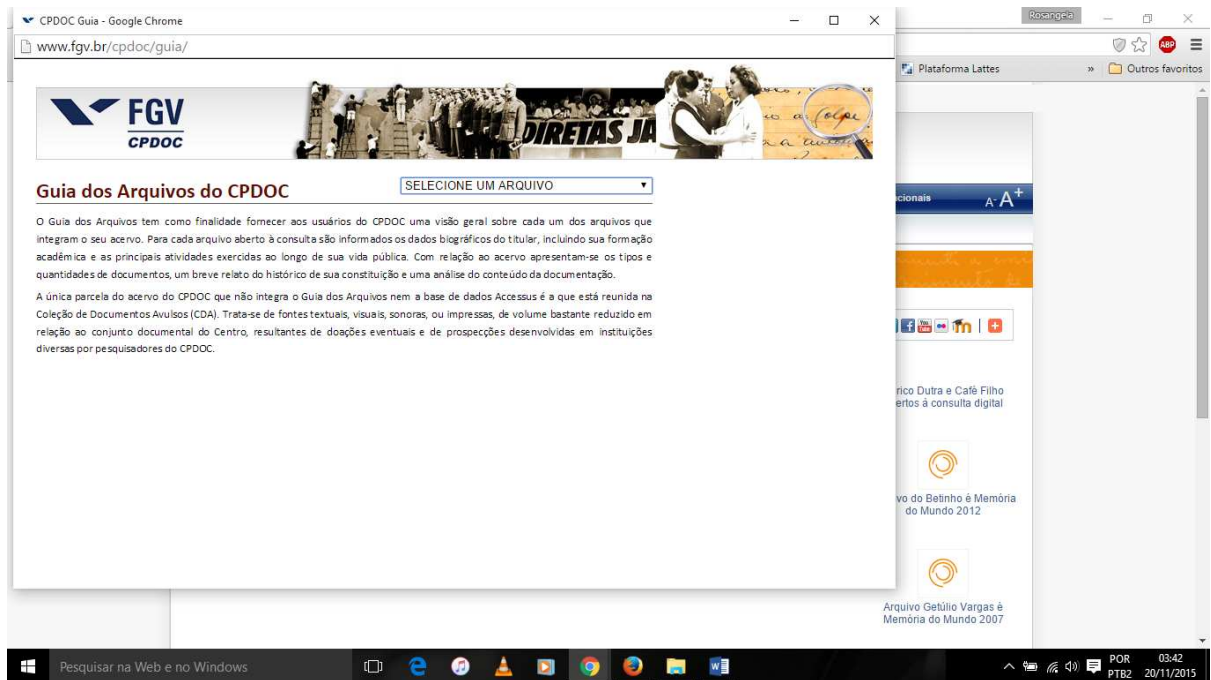 CPDOC Guia - Google Chrome
Rosangela
www.fgv.br/cpdoc/guia/
ABP
Plataforma Lattes
»
Outros favoritos
FGV
CPDOC
DIRETAS JÁ
Guia dos Arquivos do CPDOC
SELECIONE UM ARQUIVO
cionais
A- A+
O Guia dos Arquivos tem como finalidade fornecer aos usuários do CPDOC uma visão geral sobre cada um dos arquivos que
integram o seu acervo. Para cada arquivo aberto à consulta são informados os dados biográficos do titular, incluindo sua formação
acadêmica e as principais atividades exercidas ao longo de sua vida pública. Com relação ao acervo apresentam-se os tipos e
quantidades de documentos, um breve relato do histórico de sua constituição e uma análise do conteúdo da documentação.
A única parcela do acervo do CPDOC que não integra o Guia dos Arquivos nem a base de dados Accessus é a que está reunida na
Coleção de Documentos Avulsos (CDA). Trata-se de fontes textuais, visuais, sonoras, ou impressas, de volume bastante reduzido em
relação ao conjunto documental do Centro, resultantes de doações eventuais e de prospecções desenvolvidas em instituições
diversas por pesquisadores do CPDOC.
rico Dutra e Café Filho
ertos à consulta digital
vo do Betinho é Memória
do Mundo 2012
Arquivo Getúlio Vargas é
Memória do Mundo 2007
Pesquisar na Web e no Windows
POR
PTB2
03:42
20/11/2015